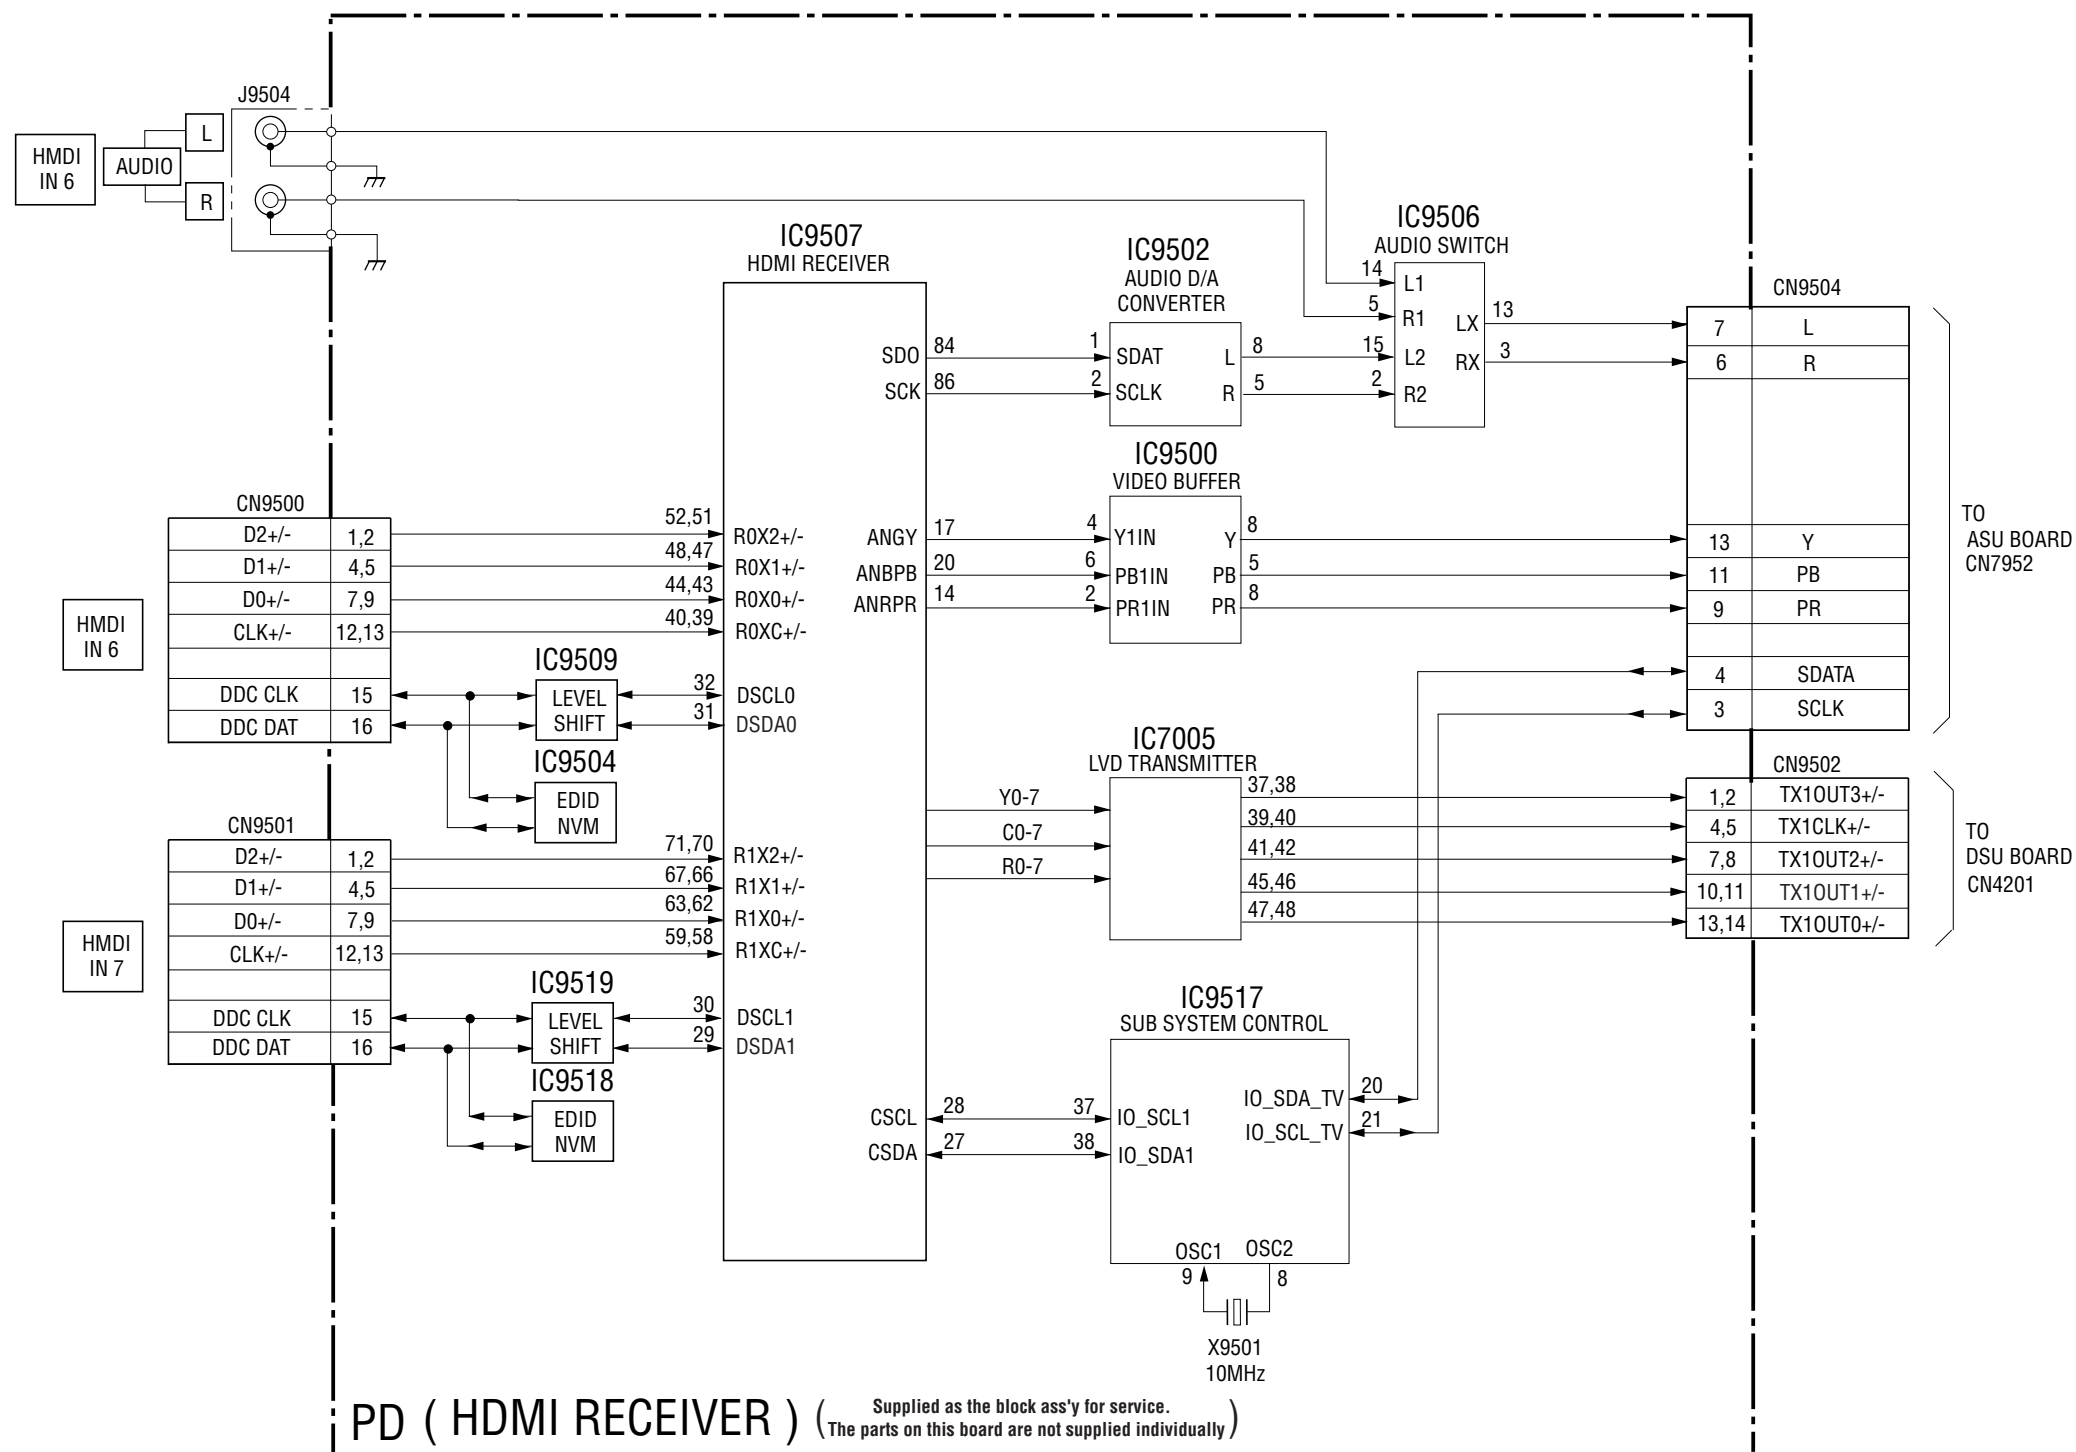 J9504
HMDI
IN 6
AUDIO
L
R
IC9507
HDMI RECEIVER
SDO
84
SCK
86
ANGY
17
ANBPB
20
ANRPR
14
IC9502
AUDIO D/A
CONVERTER
1
SDAT
L
8
2
SCLK
R
5
IC9506
AUDIO SWITCH
14
L1
5
R1
LX
13
15
L2
RX
3
2
R2
CN9504
7 L
6 R
13 Y
11 PB
9 PR
4 SDATA
3 SCLK
TO
ASU BOARD
CN7952
IC9500
VIDEO BUFFER
4
Y1IN
Y
8
6
PB1IN
PB
5
2
PR1IN
PR
8
HMDI
IN 6
CN9500
D2+/- 1,2
D1+/- 4,5
D0+/- 7,9
CLK+/- 12,13
DDC CLK 15
DDC DAT 16
52,51
R0X2+/-
48,47
R0X1+/-
44,43
R0X0+/-
40,39
R0XC+/-
IC9509
LEVEL
SHIFT
32
DSCL0
31
DSDA0
IC9504
EDID
NVM
IC7005
LVD TRANSMITTER
Y0-7
C0-7
R0-7
37,38
39,40
41,42
45,46
47,48
CN9502
1,2 TX1OUT3+/-
4,5 TX1CLK+/-
7,8 TX1OUT2+/-
10,11 TX1OUT1+/-
13,14 TX1OUT0+/-
TO
DSU BOARD
CN4201
HMDI
IN 7
CN9501
D2+/- 1,2
D1+/- 4,5
D0+/- 7,9
CLK+/- 12,13
DDC CLK 15
DDC DAT 16
71,70
R1X2+/-
67,66
R1X1+/-
63,62
R1X0+/-
59,58
R1XC+/-
IC9519
LEVEL
SHIFT
30
DSCL1
29
DSDA1
IC9518
EDID
NVM
CSCL
28
CSDA
27
IC9517
SUB SYSTEM CONTROL
37
IO_SCL1
38
IO_SDA1
IO_SDA_TV
20
IO_SCL_TV
21
OSC1
OSC2
9
8
X9501
10MHz
PD ( HDMI RECEIVER )
( Supplied as the block ass'y for service.
The parts on this board are not supplied individually )